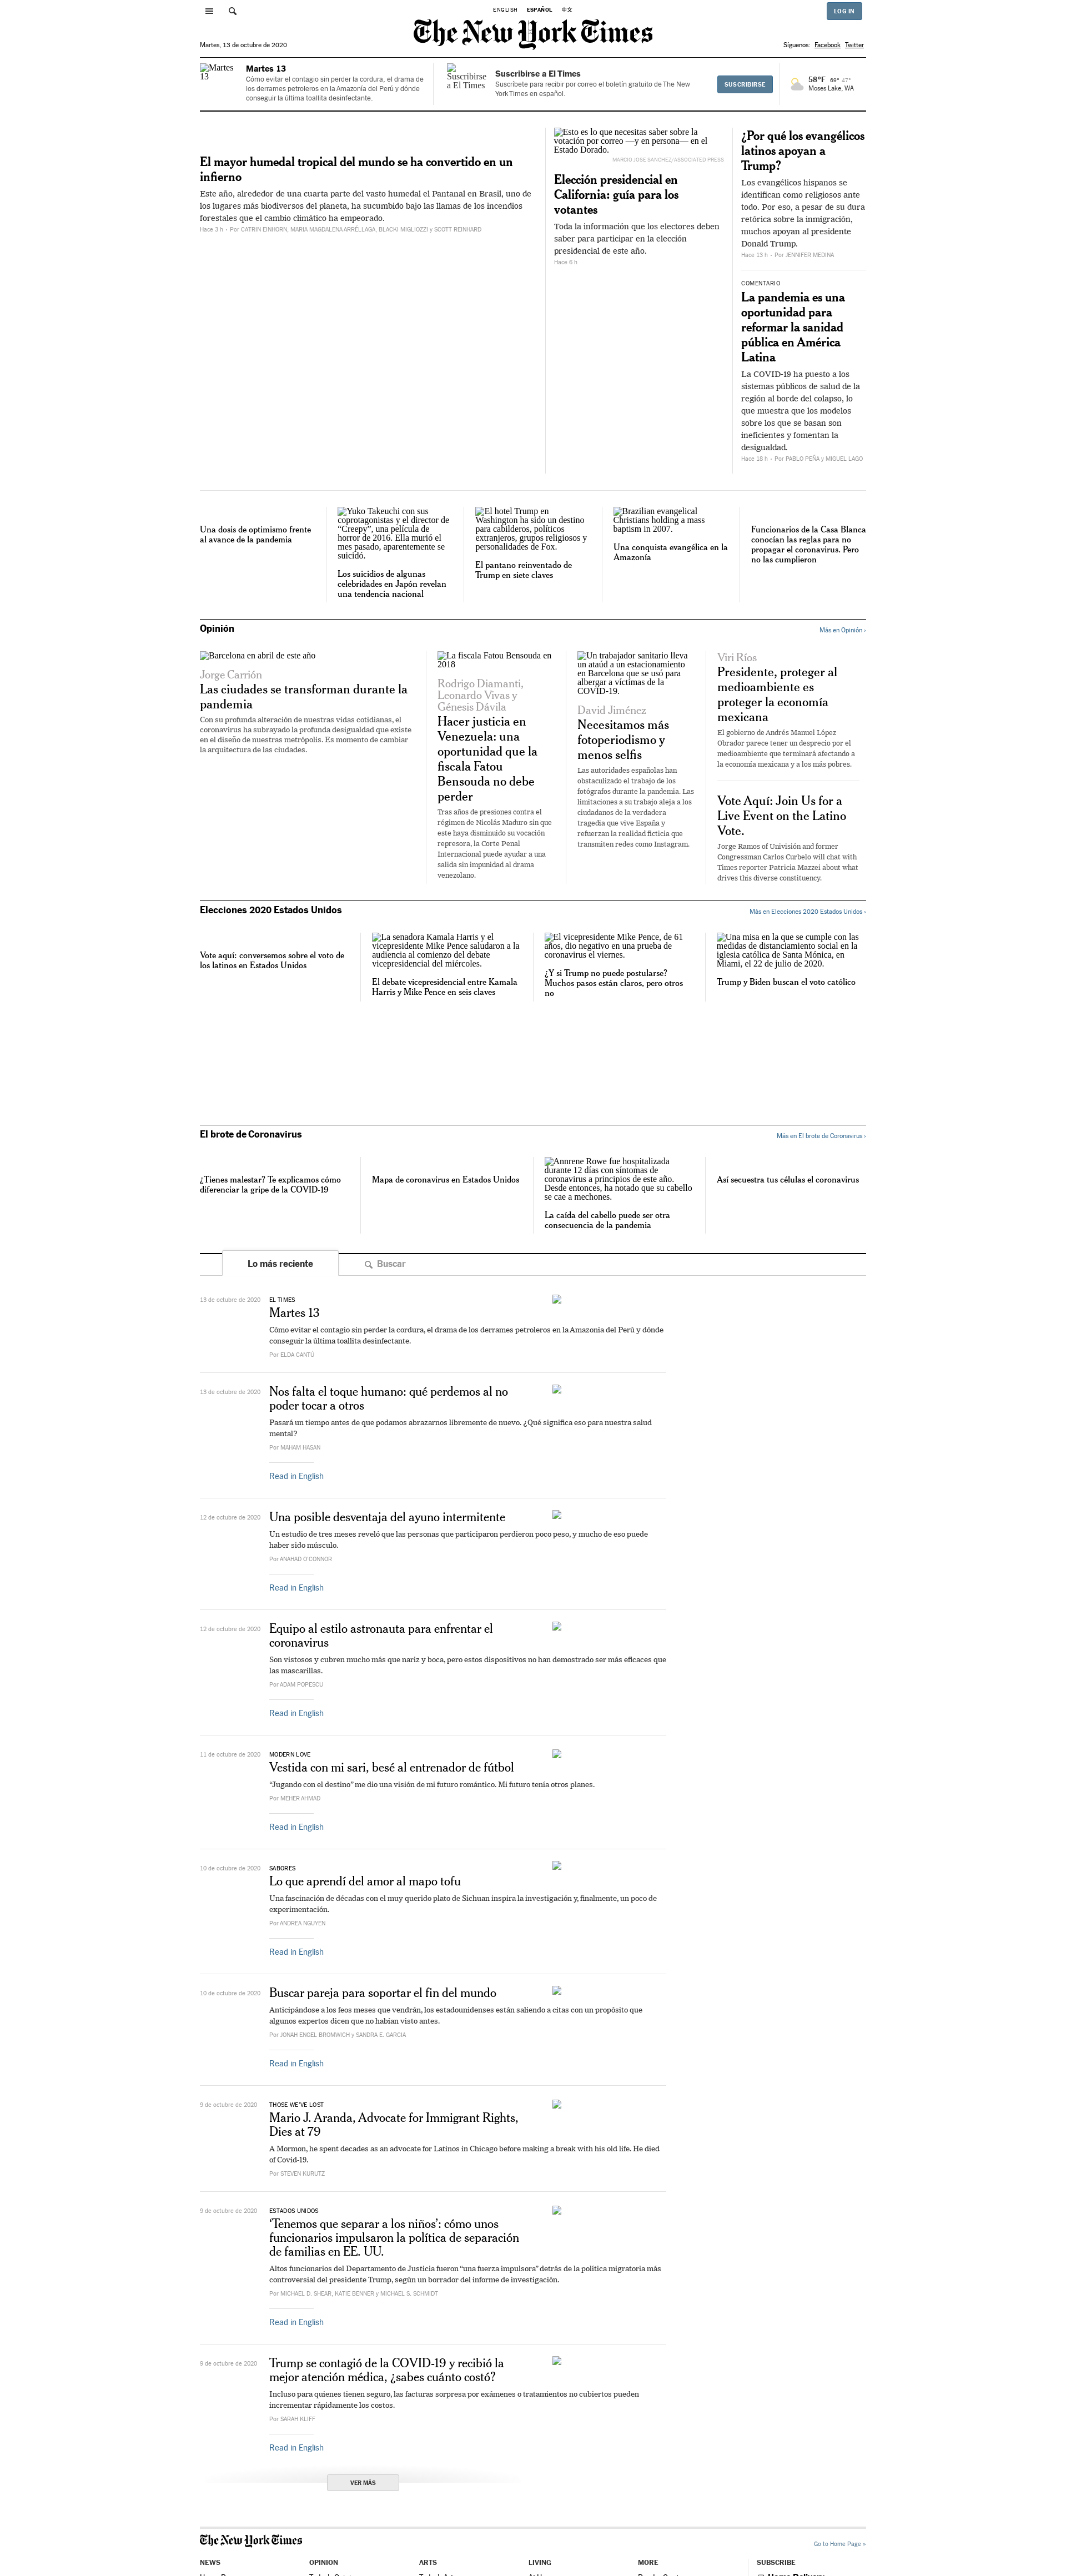 ENGLISH ESPAÑOL 中文
LOG IN
The New York Times
Martes, 13 de octubre de 2020
Síguenos: Facebook Twitter
Martes 13
Martes 13
Cómo evitar el contagio sin perder la cordura, el drama de
los derrames petroleros en la Amazonía del Perú y dónde
conseguir la última toallita desinfectante.
Suscribirse a El Times
Suscribirse a El Times
Suscríbete para recibir por correo el boletín gratuito de The New
York Times en español.
SUSCRIBIRSE
58°F 69° 47°
Moses Lake, WA
El mayor humedal tropical del mundo se ha convertido en un
infierno
Este año, alrededor de una cuarta parte del vasto humedal el Pantanal en Brasil, uno de
los lugares más biodiversos del planeta, ha sucumbido bajo las llamas de los incendios
forestales que el cambio climático ha empeorado.
Hace 3 h - Por CATRIN EINHORN, MARIA MAGDALENA ARRÉLLAGA, BLACKI MIGLIOZZI y SCOTT REINHARD
Esto es lo que necesitas saber sobre la
votación por correo —y en persona— en el
Estado Dorado.
MARCIO JOSE SANCHEZ/ASSOCIATED PRESS
Elección presidencial en
California: guía para los
votantes
Toda la información que los electores deben
saber para participar en la elección
presidencial de este año.
Hace 6 h
¿Por qué los evangélicos
latinos apoyan a
Trump?
Los evangélicos hispanos se
identifican como religiosos ante
todo. Por eso, a pesar de su dura
retórica sobre la inmigración,
muchos apoyan al presidente
Donald Trump.
Hace 13 h - Por JENNIFER MEDINA
COMENTARIO
La pandemia es una
oportunidad para
reformar la sanidad
pública en América
Latina
La COVID-19 ha puesto a los
sistemas públicos de salud de la
región al borde del colapso, lo
que muestra que los modelos
sobre los que se basan son
ineficientes y fomentan la
desigualdad.
Hace 18 h - Por PABLO PEÑA y MIGUEL LAGO
Una dosis de optimismo frente
al avance de la pandemia
Yuko Takeuchi con sus
coprotagonistas y el director de
“Creepy”, una película de
horror de 2016. Ella murió el
mes pasado, aparentemente se
suicidó.
Los suicidios de algunas
celebridades en Japón revelan
una tendencia nacional
El hotel Trump en
Washington ha sido un destino
para cabilderos, políticos
extranjeros, grupos religiosos y
personalidades de Fox.
El pantano reinventado de
Trump en siete claves
Brazilian evangelical
Christians holding a mass
baptism in 2007.
Una conquista evangélica en la
Amazonía
Funcionarios de la Casa Blanca
conocían las reglas para no
propagar el coronavirus. Pero
no las cumplieron
Opinión
Más en Opinión ›
Barcelona en abril de este año
Jorge Carrión
Las ciudades se transforman durante la
pandemia
Con su profunda alteración de nuestras vidas cotidianas, el
coronavirus ha subrayado la profunda desigualdad que existe
en el diseño de nuestras metrópolis. Es momento de cambiar
la arquitectura de las ciudades.
La fiscala Fatou Bensouda en
2018
Rodrigo Diamanti,
Leonardo Vivas y
Génesis Dávila
Hacer justicia en
Venezuela: una
oportunidad que la
fiscala Fatou
Bensouda no debe
perder
Tras años de presiones contra el
régimen de Nicolás Maduro sin que
este haya disminuido su vocación
represora, la Corte Penal
Internacional puede ayudar a una
salida sin impunidad al drama
venezolano.
Un trabajador sanitario lleva
un ataúd a un estacionamiento
en Barcelona que se usó para
albergar a víctimas de la
COVID-19.
David Jiménez
Necesitamos más
fotoperiodismo y
menos selfis
Las autoridades españolas han
obstaculizado el trabajo de los
fotógrafos durante la pandemia. Las
limitaciones a su trabajo aleja a los
ciudadanos de la verdadera
tragedia que vive España y
refuerzan la realidad ficticia que
transmiten redes como Instagram.
Viri Ríos
Presidente, proteger al
medioambiente es
proteger la economía
mexicana
El gobierno de Andrés Manuel López
Obrador parece tener un desprecio por el
medioambiente que terminará afectando a
la economía mexicana y a los más pobres.
Vote Aquí: Join Us for a
Live Event on the Latino
Vote.
Jorge Ramos of Univisión and former
Congressman Carlos Curbelo will chat with
Times reporter Patricia Mazzei about what
drives this diverse constituency.
Elecciones 2020 Estados Unidos
Más en Elecciones 2020 Estados Unidos ›
Vote aquí: conversemos sobre el voto de
los latinos en Estados Unidos
La senadora Kamala Harris y el
vicepresidente Mike Pence saludaron a la
audiencia al comienzo del debate
vicepresidencial del miércoles.
El debate vicepresidencial entre Kamala
Harris y Mike Pence en seis claves
El vicepresidente Mike Pence, de 61
años, dio negativo en una prueba de
coronavirus el viernes.
¿Y si Trump no puede postularse?
Muchos pasos están claros, pero otros
no
Una misa en la que se cumple con las
medidas de distanciamiento social en la
iglesia católica de Santa Mónica, en
Miami, el 22 de julio de 2020.
Trump y Biden buscan el voto católico
El brote de Coronavirus
Más en El brote de Coronavirus ›
¿Tienes malestar? Te explicamos cómo
diferenciar la gripe de la COVID-19
Mapa de coronavirus en Estados Unidos
Annrene Rowe fue hospitalizada
durante 12 días con síntomas de
coronavirus a principios de este año.
Desde entonces, ha notado que su cabello
se cae a mechones.
La caída del cabello puede ser otra
consecuencia de la pandemia
Así secuestra tus células el coronavirus
Lo más reciente
Buscar
13 de octubre de 2020
EL TIMES
Martes 13
Cómo evitar el contagio sin perder la cordura, el drama de los derrames petroleros en la Amazonía del Perú y dónde
conseguir la última toallita desinfectante.
Por ELDA CANTÚ
13 de octubre de 2020
Nos falta el toque humano: qué perdemos al no
poder tocar a otros
Pasará un tiempo antes de que podamos abrazarnos libremente de nuevo. ¿Qué significa eso para nuestra salud
mental?
Por MAHAM HASAN
Read in English
12 de octubre de 2020
Una posible desventaja del ayuno intermitente
Un estudio de tres meses reveló que las personas que participaron perdieron poco peso, y mucho de eso puede
haber sido músculo.
Por ANAHAD O'CONNOR
Read in English
12 de octubre de 2020
Equipo al estilo astronauta para enfrentar el
coronavirus
Son vistosos y cubren mucho más que nariz y boca, pero estos dispositivos no han demostrado ser más eficaces que
las mascarillas.
Por ADAM POPESCU
Read in English
11 de octubre de 2020
MODERN LOVE
Vestida con mi sari, besé al entrenador de fútbol
“Jugando con el destino” me dio una visión de mi futuro romántico. Mi futuro tenía otros planes.
Por MEHER AHMAD
Read in English
10 de octubre de 2020
SABORES
Lo que aprendí del amor al mapo tofu
Una fascinación de décadas con el muy querido plato de Sichuan inspira la investigación y, finalmente, un poco de
experimentación.
Por ANDREA NGUYEN
Read in English
10 de octubre de 2020
Buscar pareja para soportar el fin del mundo
Anticipándose a los feos meses que vendrán, los estadounidenses están saliendo a citas con un propósito que
algunos expertos dicen que no habían visto antes.
Por JONAH ENGEL BROMWICH y SANDRA E. GARCIA
Read in English
9 de octubre de 2020
THOSE WE'VE LOST
Mario J. Aranda, Advocate for Immigrant Rights,
Dies at 79
A Mormon, he spent decades as an advocate for Latinos in Chicago before making a break with his old life. He died
of Covid-19.
Por STEVEN KURUTZ
9 de octubre de 2020
ESTADOS UNIDOS
‘Tenemos que separar a los niños’: cómo unos
funcionarios impulsaron la política de separación
de familias en EE. UU.
Altos funcionarios del Departamento de Justicia fueron “una fuerza impulsora” detrás de la política migratoria más
controversial del presidente Trump, según un borrador del informe de investigación.
Por MICHAEL D. SHEAR, KATIE BENNER y MICHAEL S. SCHMIDT
Read in English
9 de octubre de 2020
Trump se contagió de la COVID-19 y recibió la
mejor atención médica, ¿sabes cuánto costó?
Incluso para quienes tienen seguro, las facturas sorpresa por exámenes o tratamientos no cubiertos pueden
incrementar rápidamente los costos.
Por SARAH KLIFF
Read in English
VER MÁS
The New York Times
Go to Home Page »
NEWS OPINION ARTS LIVING MORE SUBSCRIBE